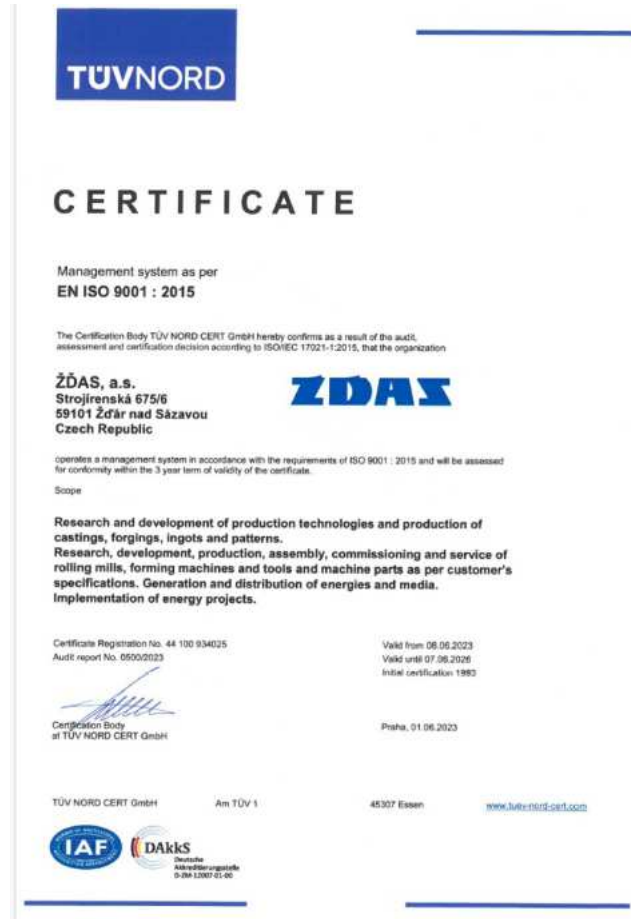 TÜVNORD
CERTIFICATE
Management system as per
EN ISO 9001 : 2015
The Certification Body TÜV NORD CERT GmbH hereby confirms as a result of the audit,
assessment and certification decision according to ISO/IEC 17021-1:2015, that the organization
ŽĎAS, a.s.
Strojírenská 675/6
59101 Žďár nad Sázavou
Czech Republic
ŽĎAS
operates a management system in accordance with the requirements of ISO 9001 : 2015 and will be assessed
for conformity within the 3 year term of validity of the certificate.
Scope
Research and development of production technologies and production of
castings, forgings, ingots and patterns.
Research, development, production, assembly, commissioning and service of
rolling mills, forming machines and tools and machine parts as per customer's
specifications. Generation and distribution of energies and media.
Implementation of energy projects.
Certificate Registration No. 44 100 934025
Audit report No. 0500/2023
Valid from 08.06.2023
Valid until 07.06.2026
Initial certification 1993
Certification Body
at TÜV NORD CERT GmbH
Praha, 01.06.2023
TÜV NORD CERT GmbH Am TÜV 1 45307 Essen www.tuev-nord-cert.com
IAF
DAkkS
Deutsche
Akkreditierungsstelle
D-ZM-12007-01-00